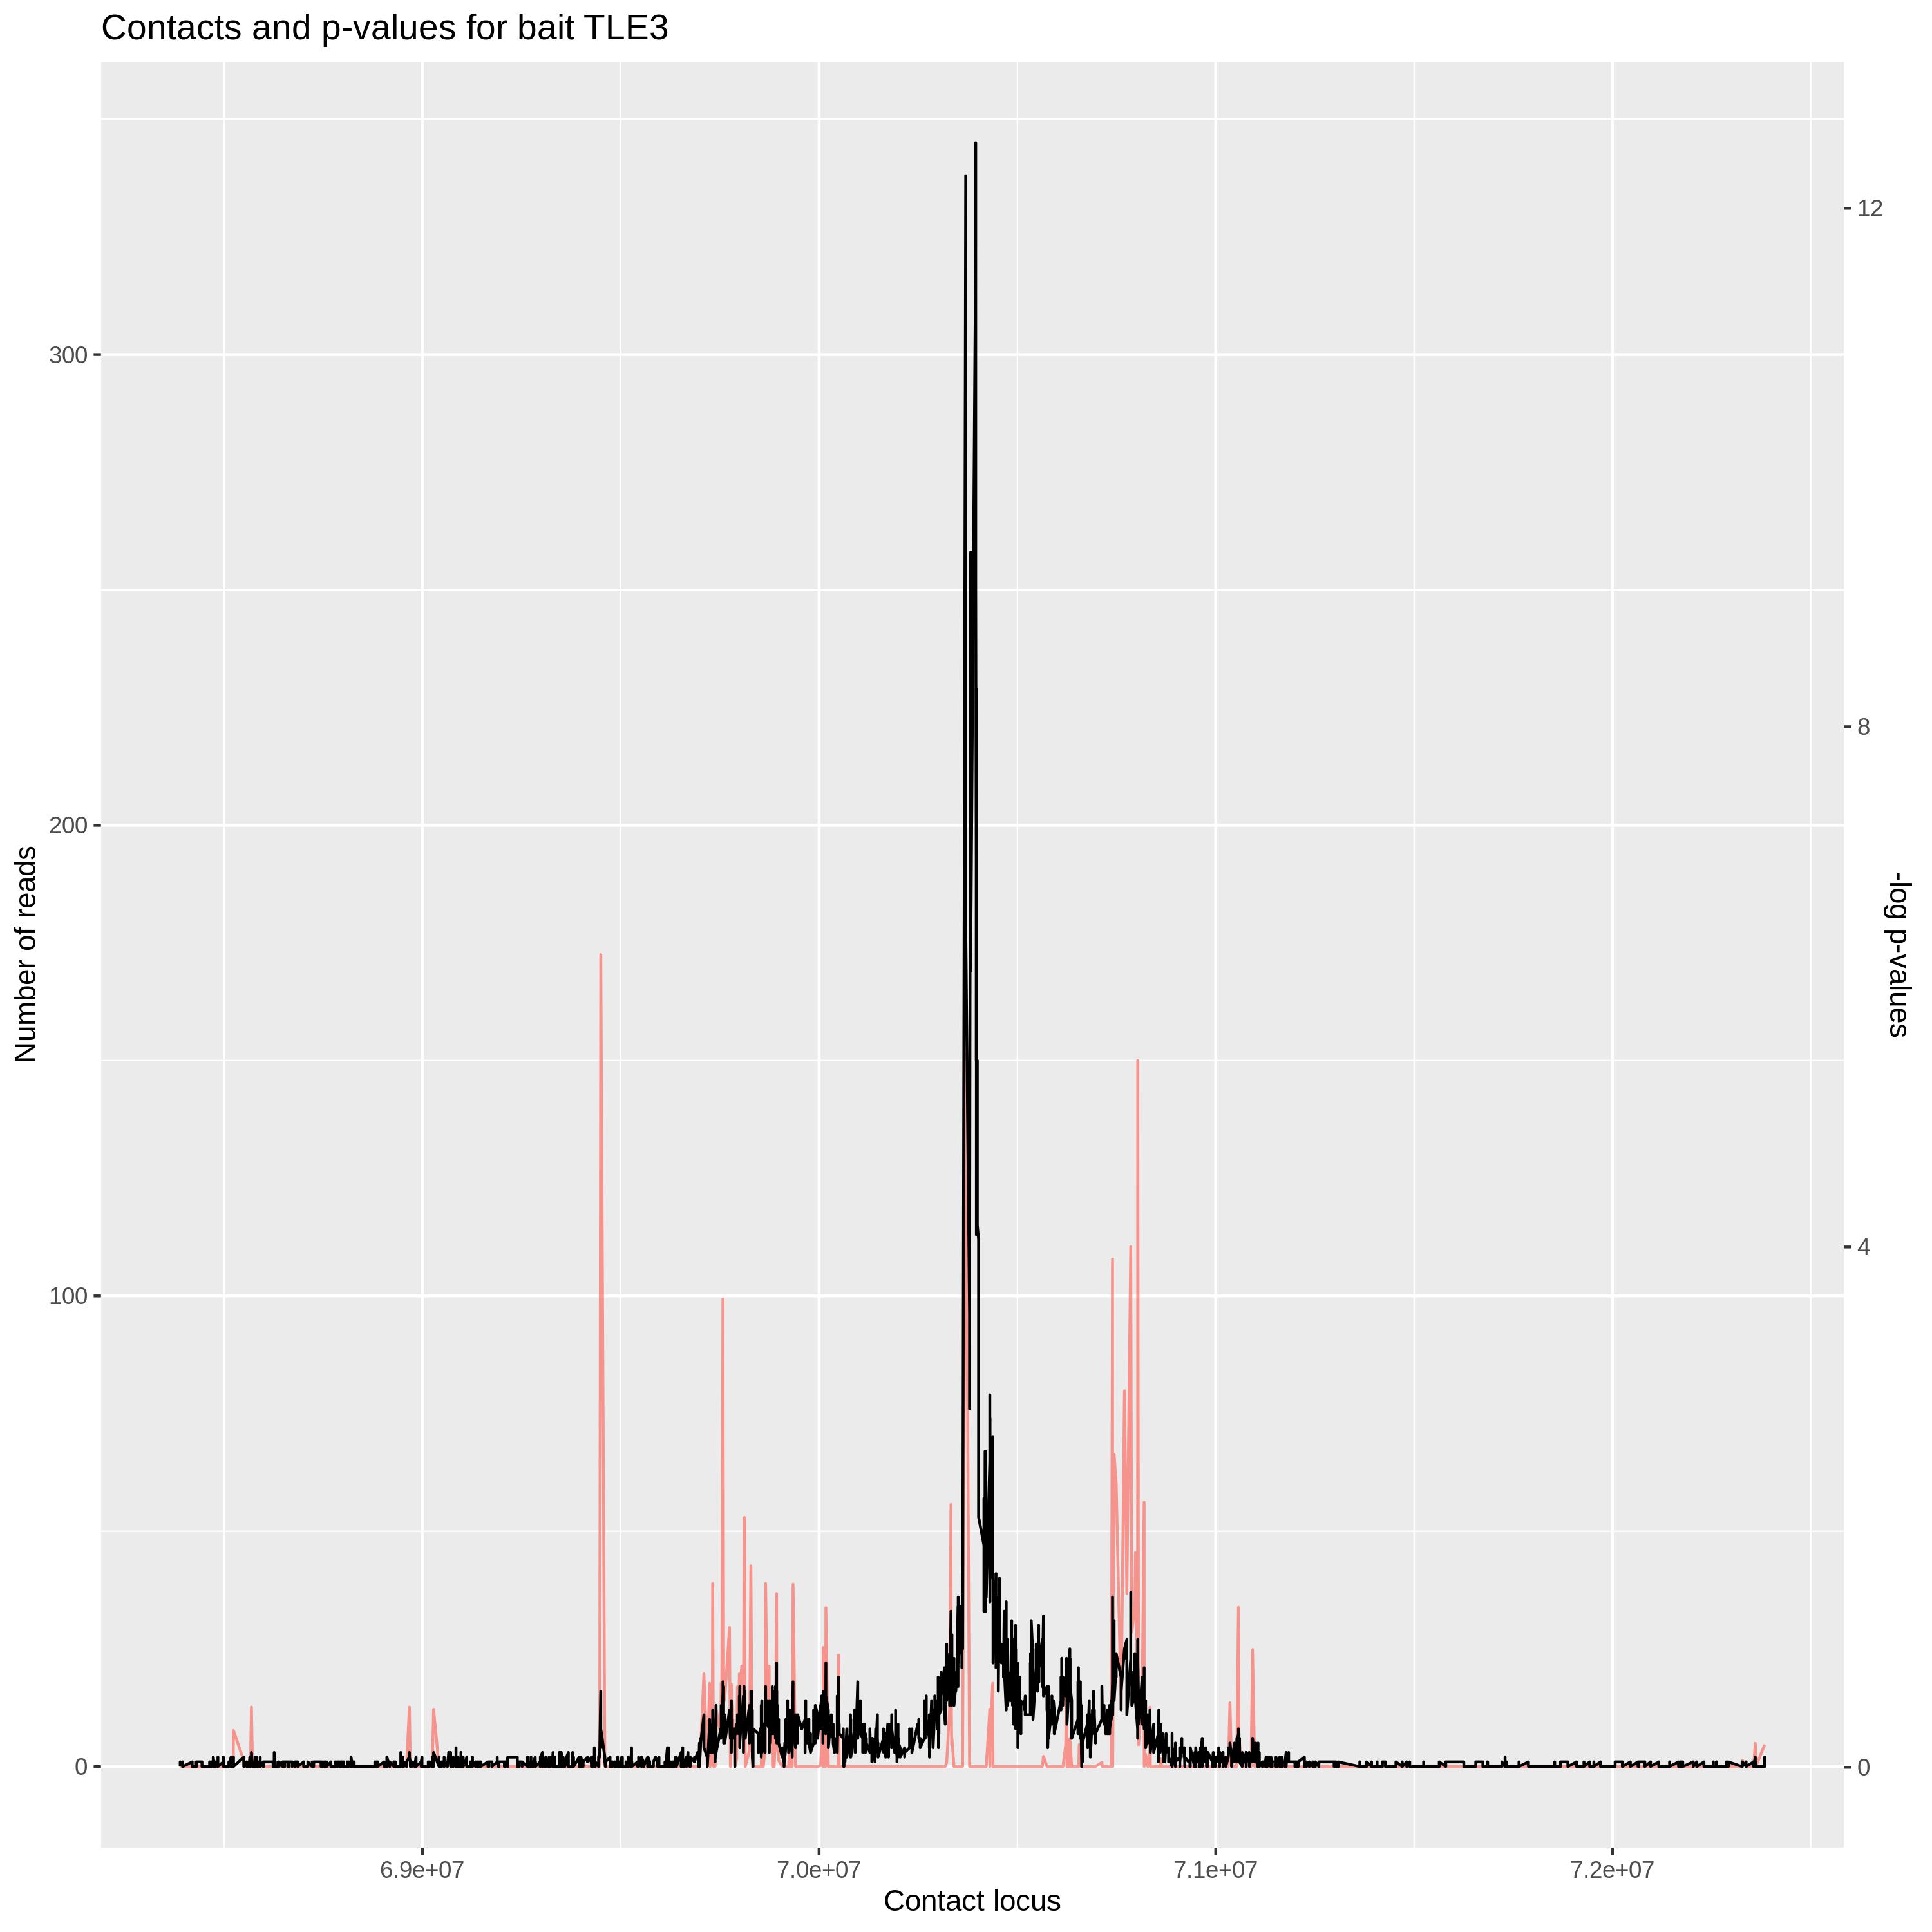 Contacts and p-values for bait TLE3
300
200
100
0
Number of reads
12
8
4
0
-log p-values
6.9e+07 7.0e+07 7.1e+07 7.2e+07
Contact locus